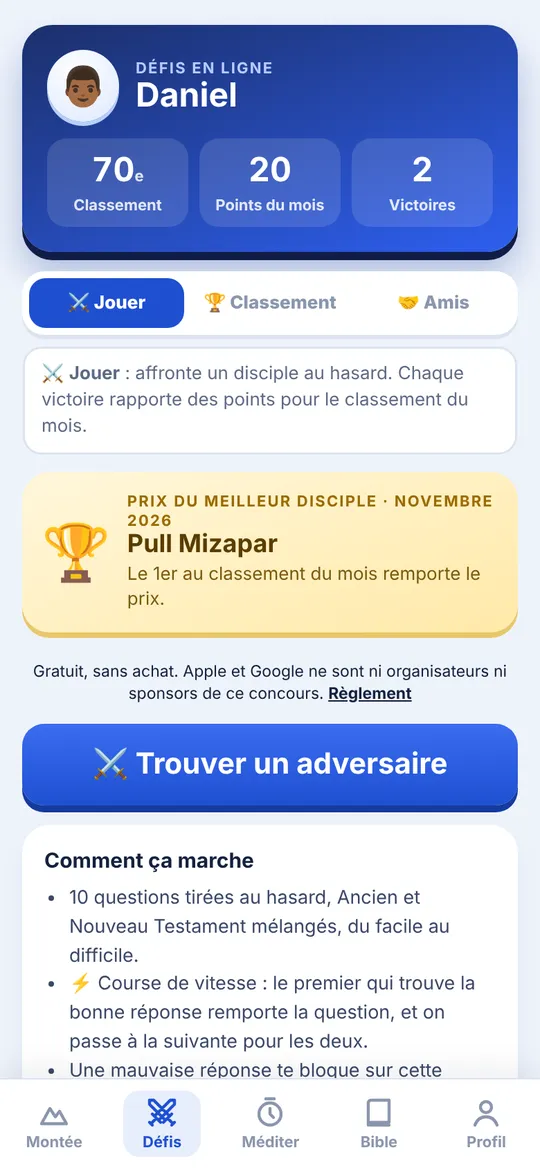 DÉFIS EN LIGNE
Daniel
70e
Classement
20
Points du mois
2
Victoires
⚔️ Jouer
🏆 Classement
🤝 Amis
⚔️ Jouer : affronte un disciple au hasard. Chaque
victoire rapporte des points pour le classement du
mois.
PRIX DU MEILLEUR DISCIPLE · NOVEMBRE
2026
Pull Mizapar
Le 1er au classement du mois remporte le
prix.
Gratuit, sans achat. Apple et Google ne sont ni organisateurs ni
sponsors de ce concours. Règlement
⚔️ Trouver un adversaire
Comment ça marche
• 10 questions tirées au hasard, Ancien et
Nouveau Testament mélangés, du facile au
difficile.
• ⚡ Course de vitesse : le premier qui trouve la
bonne réponse remporte la question, et on
passe à la suivante pour les deux.
• Une mauvaise réponse te bloque sur cette
Montée
Défis
Méditer
Bible
Profil